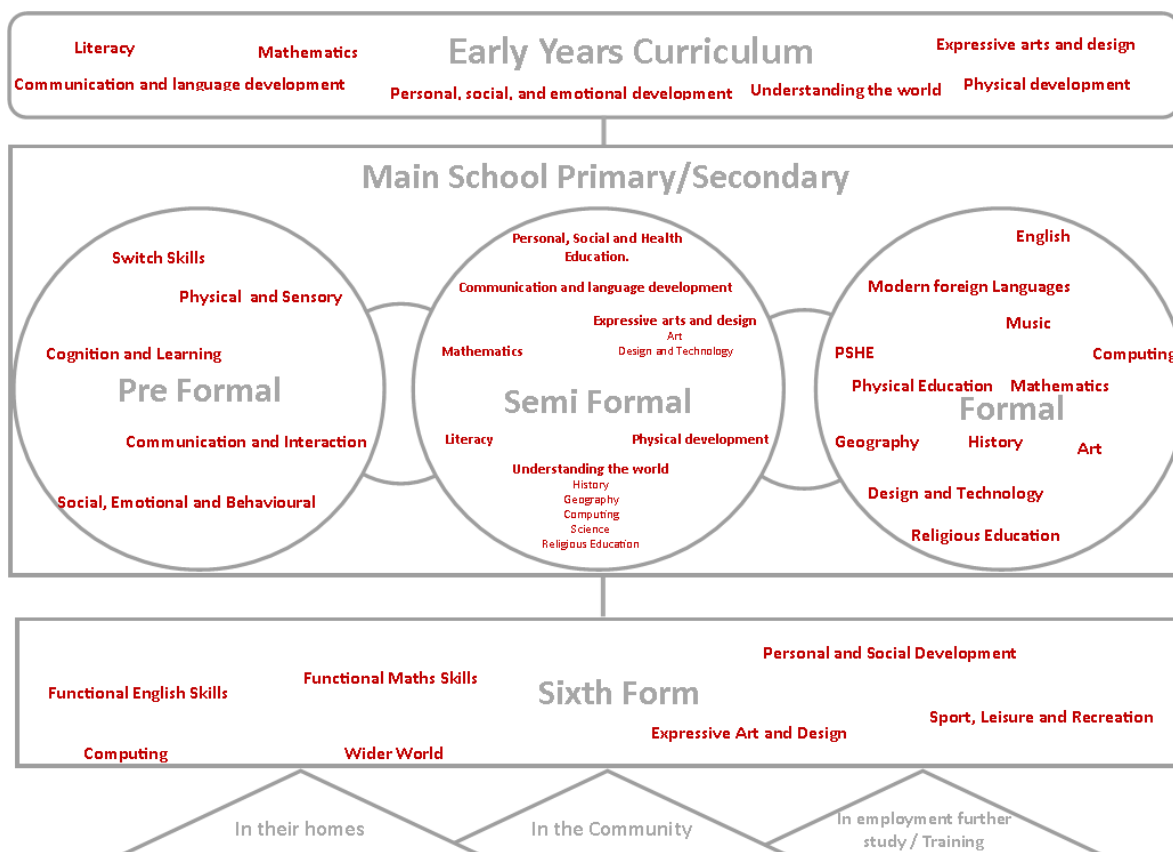 Early Years Curriculum
Literacy
Mathematics
Expressive arts and design
Communication and language development
Personal, social, and emotional development
Understanding the world
Physical development
Main School Primary/Secondary
Switch Skills
Physical and Sensory
Cognition and Learning
Pre Formal
Communication and Interaction
Social, Emotional and Behavioural
Personal, Social and Health
Education.
Communication and language development
Expressive arts and design
Art
Design and Technology
Mathematics
Semi Formal
Literacy
Physical development
Understanding the world
History
Geography
Computing
Science
Religious Education
English
Modern foreign Languages
Music
PSHE
Computing
Physical Education
Mathematics
Formal
Geography
History
Art
Design and Technology
Religious Education
Personal and Social Development
Functional English Skills
Functional Maths Skills
Sixth Form
Sport, Leisure and Recreation
Expressive Art and Design
Computing
Wider World
In their homes
In the Community
In employment further
study / Training